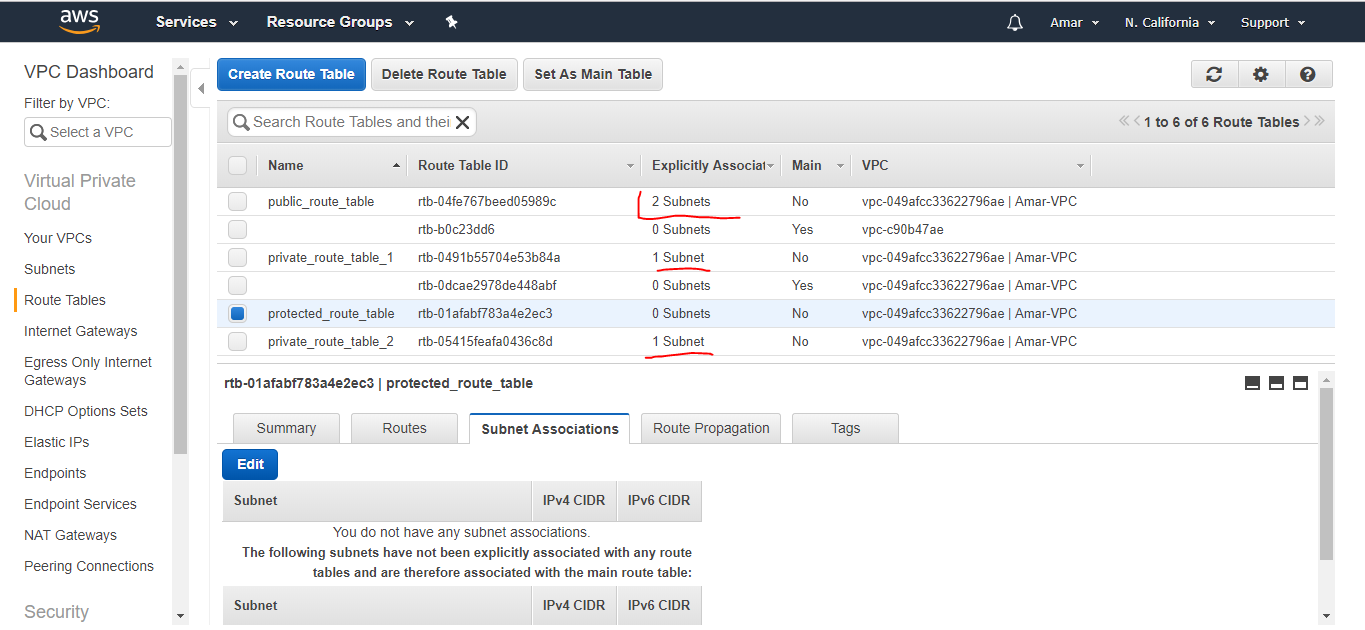 aws Services Resource Groups Amar N. California Support
VPC Dashboard
Filter by VPC:
Select a VPC
Virtual Private
Cloud
Your VPCs
Subnets
Route Tables
Internet Gateways
Egress Only Internet
Gateways
DHCP Options Sets
Elastic IPs
Endpoints
Endpoint Services
NAT Gateways
Peering Connections
Security
Create Route Table Delete Route Table Set As Main Table
Search Route Tables and thei
1 to 6 of 6 Route Tables
Name Route Table ID Explicitly Associat Main VPC
public_route_table rtb-04fe767beed05989c 2 Subnets No vpc-049afcc33622796ae | Amar-VPC
rtb-b0c23dd6 0 Subnets Yes vpc-c90b47ae
private_route_table_1 rtb-0491b55704e53b84a 1 Subnet No vpc-049afcc33622796ae | Amar-VPC
rtb-0dcae2978de448abf 0 Subnets Yes vpc-049afcc33622796ae | Amar-VPC
protected_route_table rtb-01afabf783a4e2ec3 0 Subnets No vpc-049afcc33622796ae | Amar-VPC
private_route_table_2 rtb-05415feafa0436c8d 1 Subnet No vpc-049afcc33622796ae | Amar-VPC
rtb-01afabf783a4e2ec3 | protected_route_table
Summary Routes Subnet Associations Route Propagation Tags
Edit
Subnet IPv4 CIDR IPv6 CIDR
You do not have any subnet associations.
The following subnets have not been explicitly associated with any route
tables and are therefore associated with the main route table:
Subnet IPv4 CIDR IPv6 CIDR